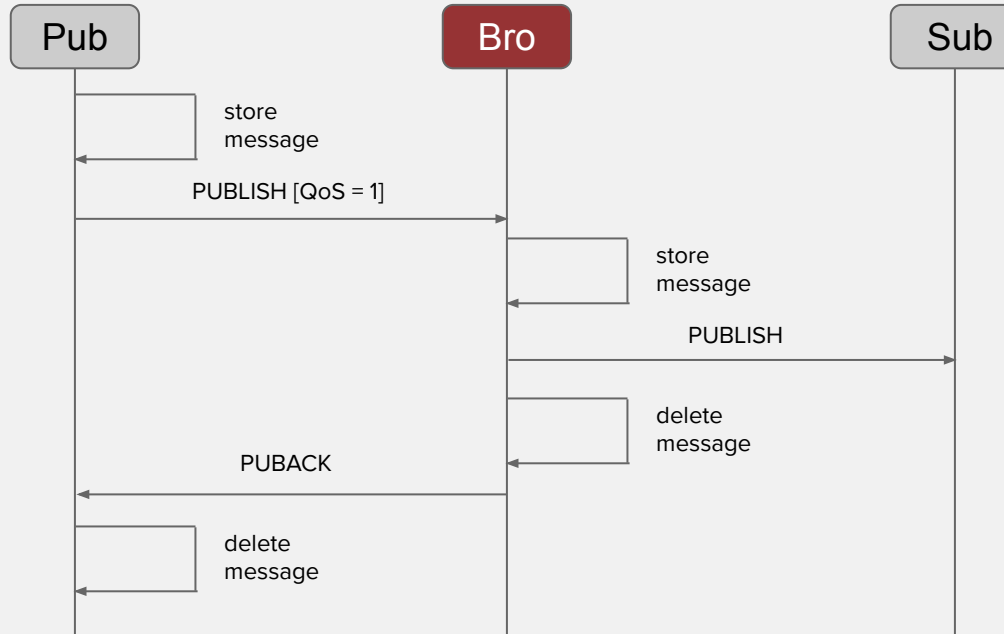 Pub
Bro
Sub
store
message
PUBLISH [QoS = 1]
store
message
PUBLISH
delete
message
PUBACK
delete
message